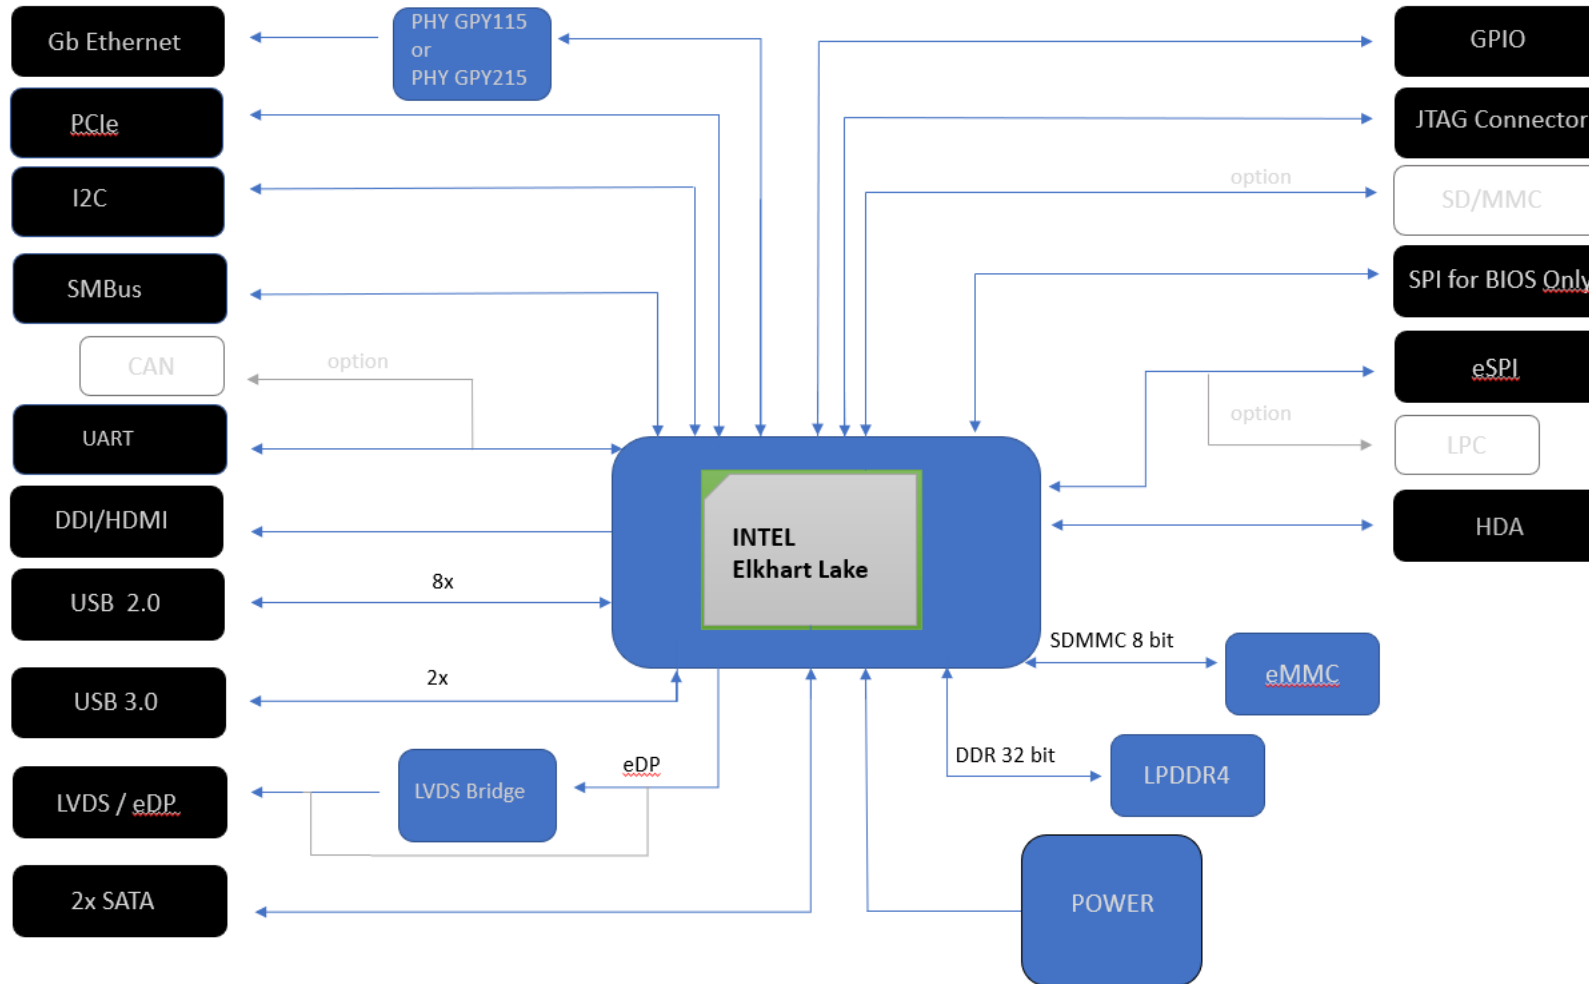 Gb Ethernet
PHY GPY115
or
PHY GPY215
GPIO
PCIe
JTAG Connector
I2C
option
SD/MMC
SMBus
SPI for BIOS Only
CAN
option
eSPI
UART
option
LPC
DDI/HDMI
INTEL
Elkhart Lake
HDA
USB 2.0
8x
SDMMC 8 bit
eMMC
USB 3.0
2x
LVDS / eDP
LVDS Bridge
eDP
DDR 32 bit
LPDDR4
2x SATA
POWER